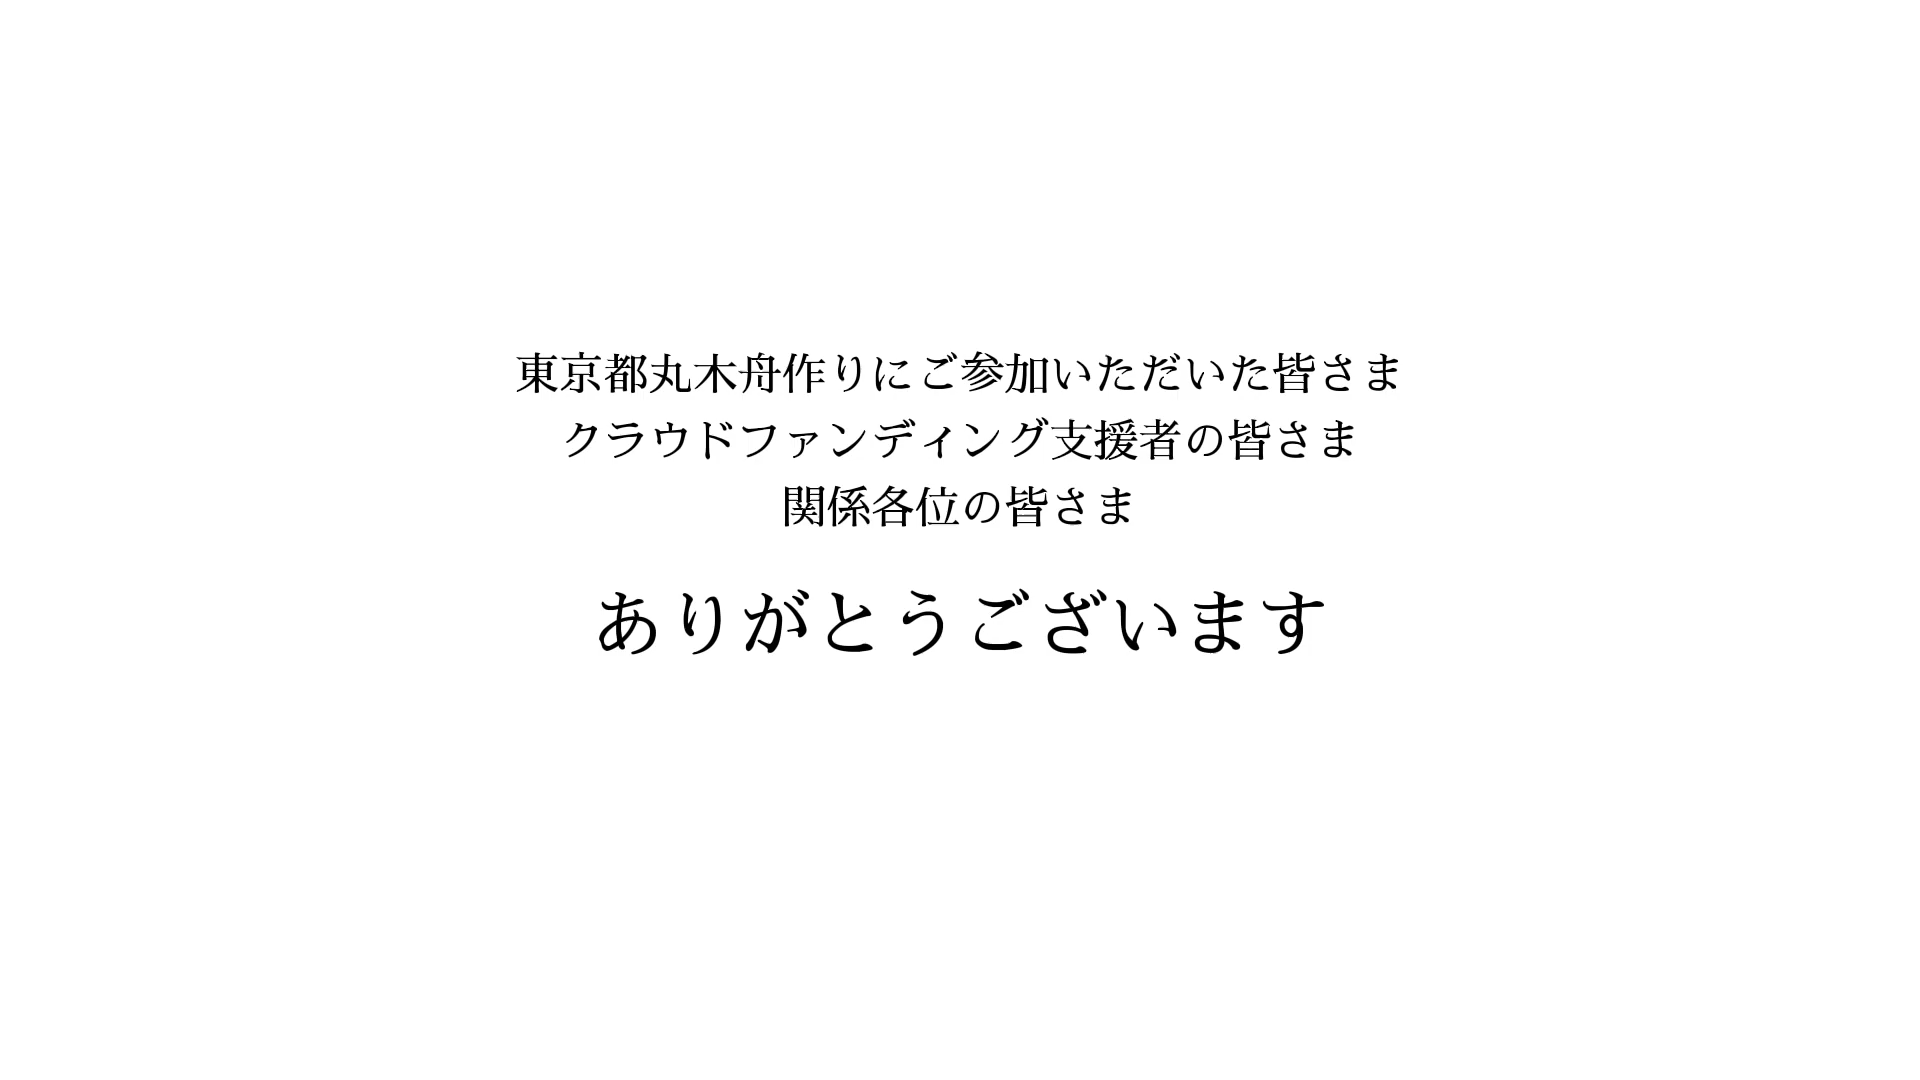 東京都丸木舟作りにご参加いただいた皆さま
クラウドファンディング支援者の皆さま
関係各位の皆さま
ありがとうございます